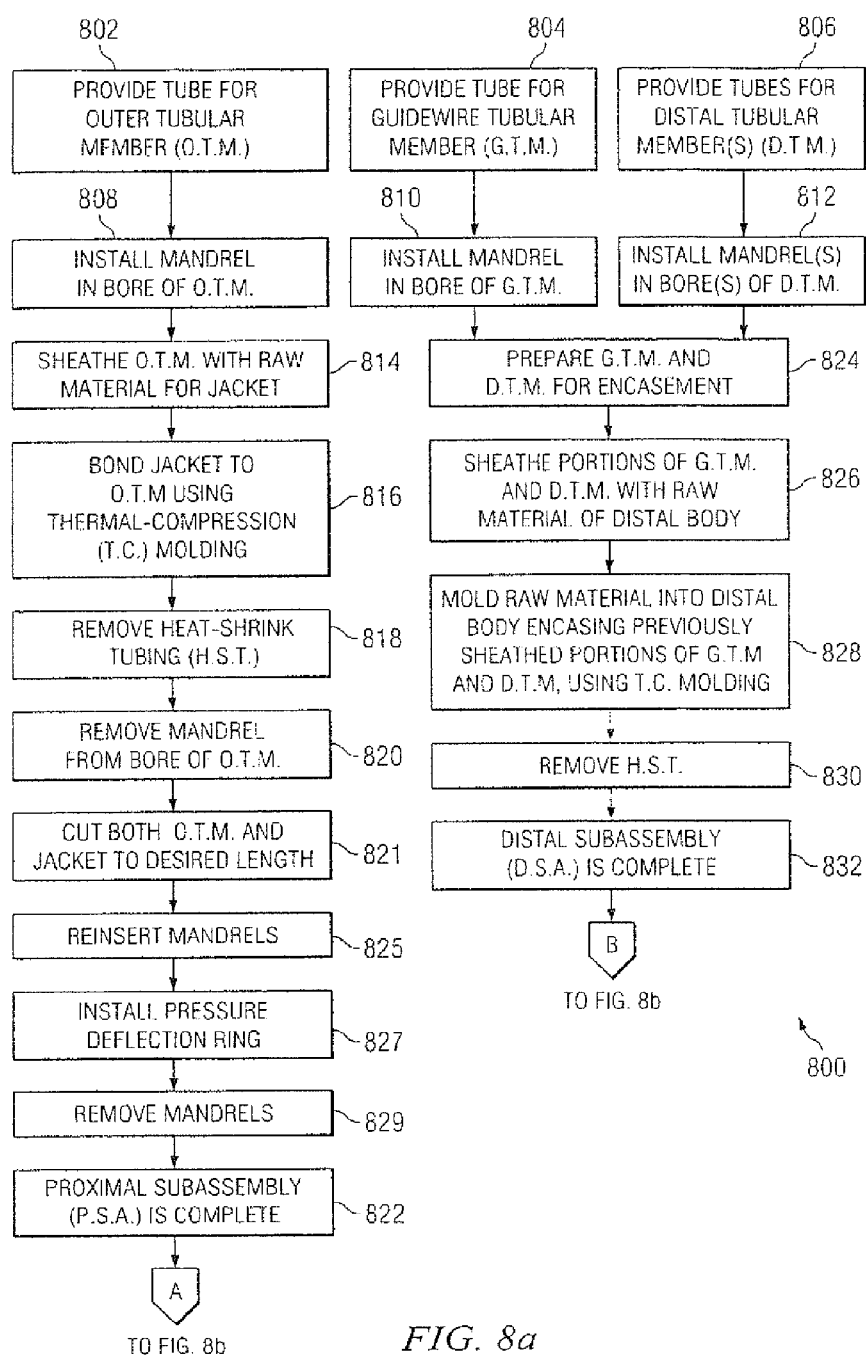 802
PROVIDE TUBE FOR
OUTER TUBULAR
MEMBER (O.T.M.)
804
PROVIDE TUBE FOR
GUIDEWIRE TUBULAR
MEMBER (G.T.M.)
806
PROVIDE TUBES FOR
DISTAL TUBULAR
MEMBER(S) (D.T M.)
808
INSTALL MANDREL
IN BORE OF O.T.M.
810
INSTALL MANDREL
IN BORE OF G.T.M.
812
INSTALL MANDREL(S)
IN BORE(S) OF D.T.M.
SHEATHE O.T.M. WITH RAW
MATERIAL FOR JACKET
814
BOND JACKET TO
O.T.M USING
THERMAL-COMPRESSION
(T.C.) MOLDING
816
REMOVE HEAT-SHRINK
TUBING (H.S.T.)
818
REMOVE MANDREL
FROM BORE OF O.T.M.
820
CUT BOTH O.T.M. AND
JACKET TO DESIRED LENGTH
821
REINSERT MANDRELS
825
INSTALL PRESSURE
DEFLECTION RING
827
REMOVE MANDRELS
829
PROXIMAL SUBASSEMBLY
(P.S.A.) IS COMPLETE
822
A
TO FIG. 8b
PREPARE G.T.M. AND
D.T.M. FOR ENCASEMENT
824
SHEATHE PORTIONS OF G.T.M.
AND D.T.M. WITH RAW
MATERIAL OF DISTAL BODY
826
MOLD RAW MATERIAL INTO DISTAL
BODY ENCASING PREVIOUSLY
SHEATHED PORTIONS OF G.T.M
AND D.T.M, USING T.C. MOLDING
828
REMOVE H.S.T.
830
DISTAL SUBASSEMBLY
(D.S.A.) IS COMPLETE
832
B
TO FIG. 8b
800
FIG. 8a